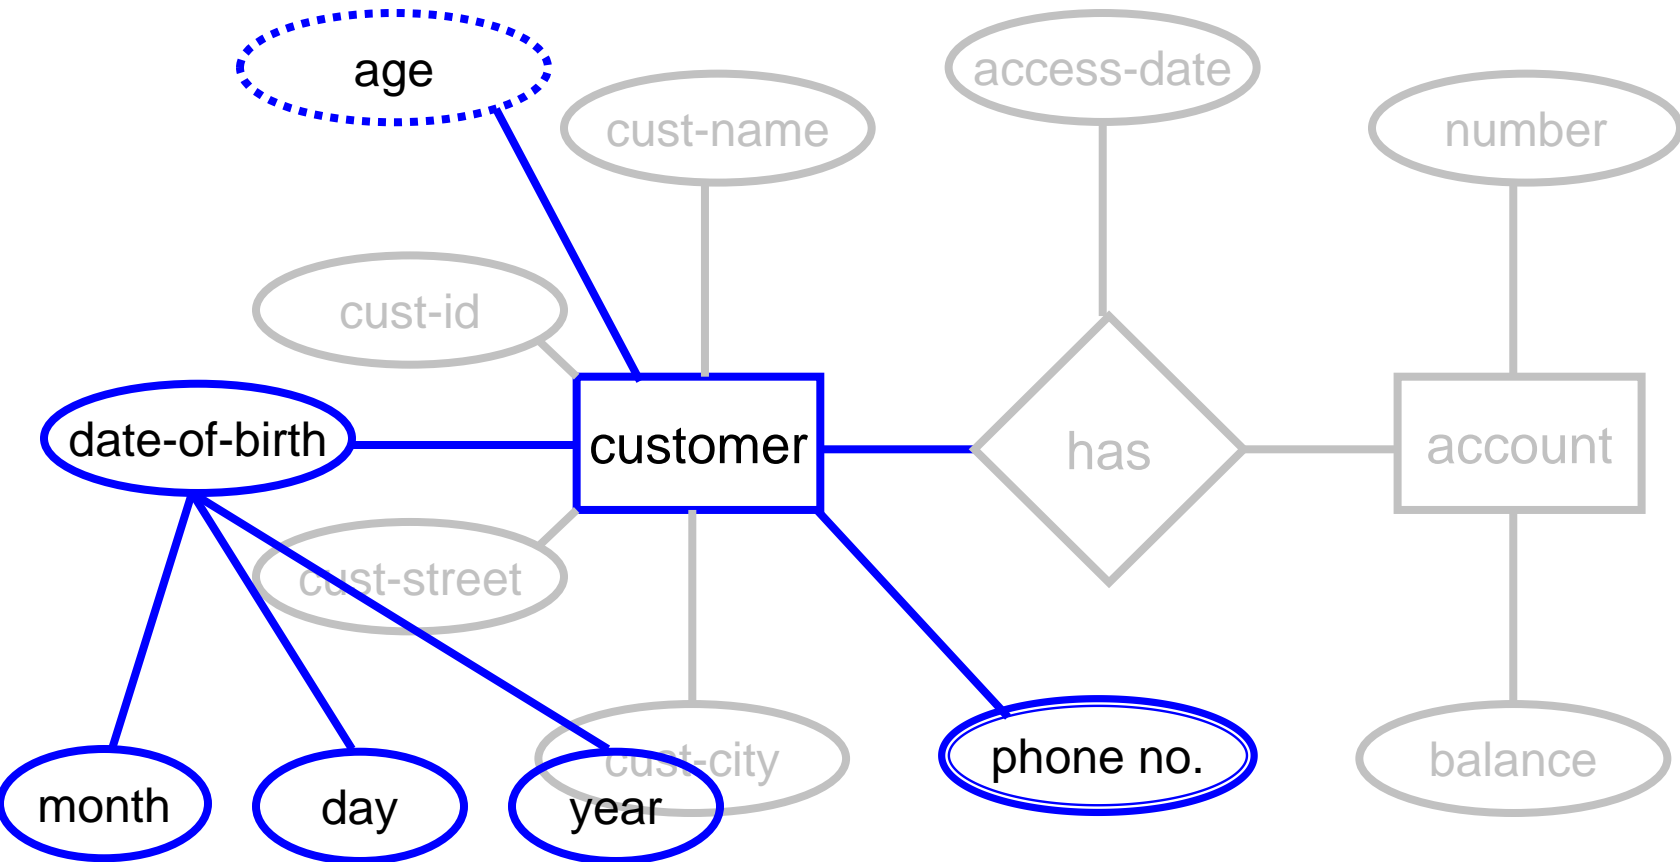 age
access-date
cust-name
number
cust-id
date-of-birth
customer
has
account
cust-street
cust-city
phone no.
balance
month
day
year